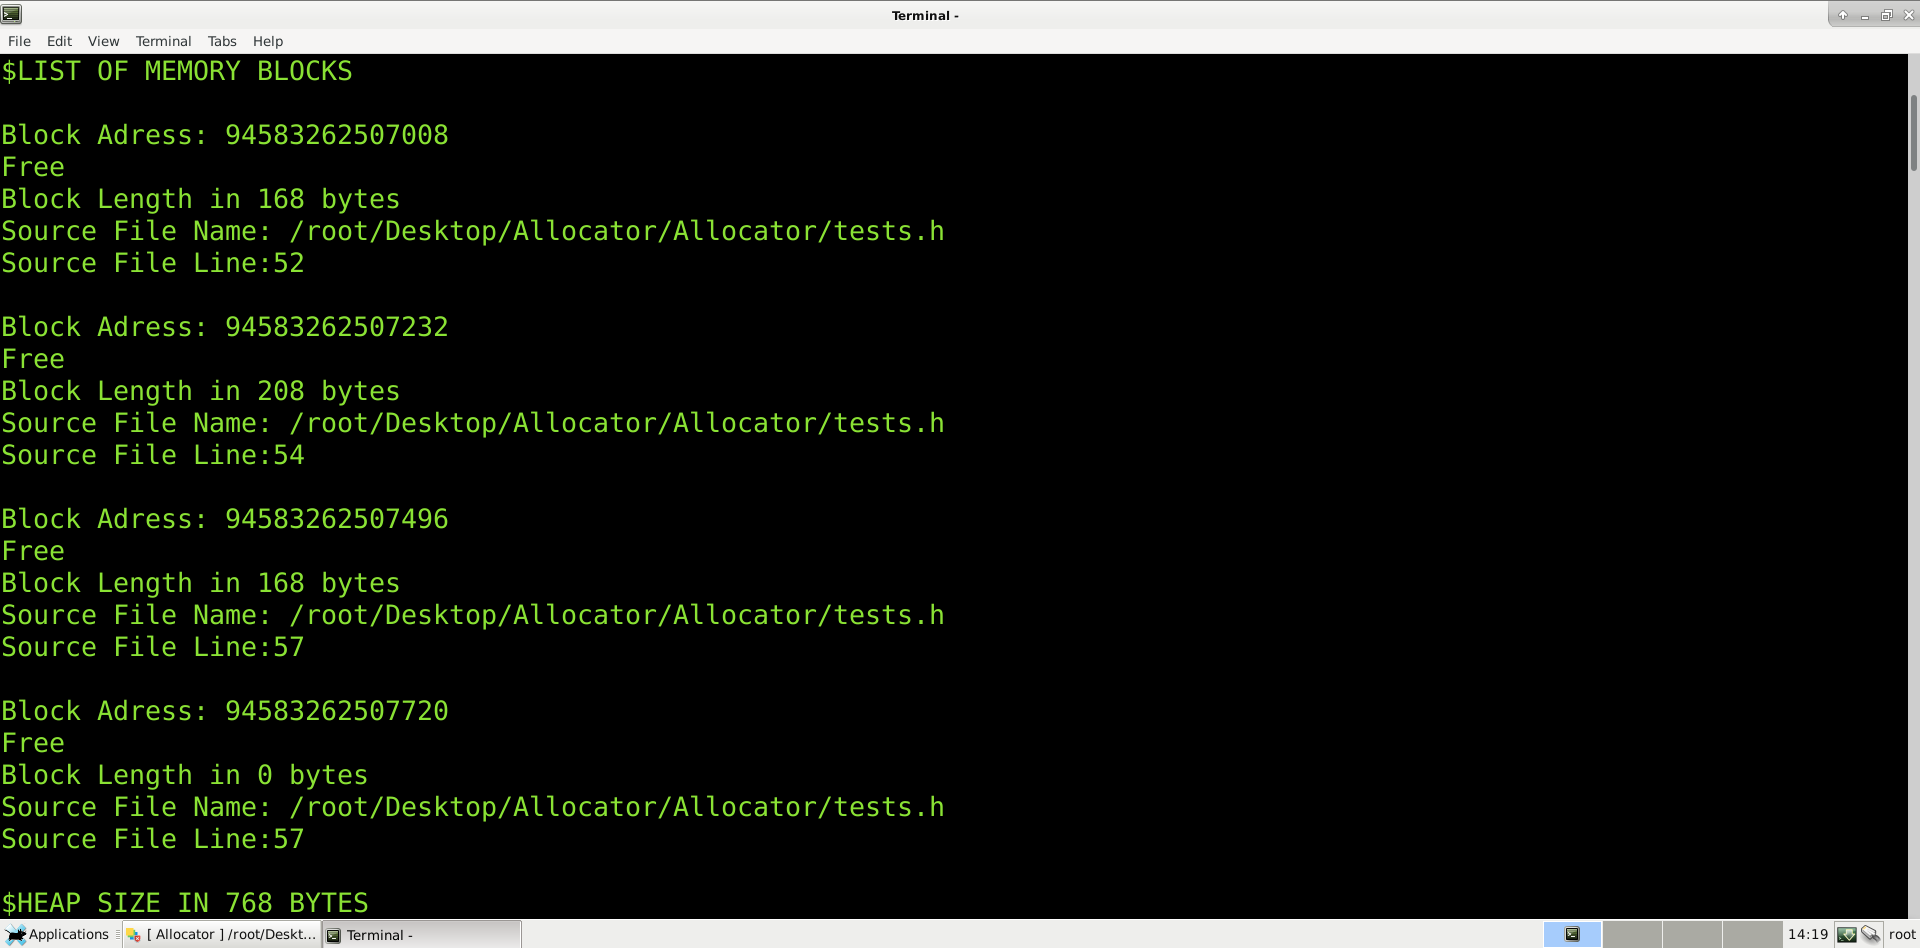 Terminal -
File Edit View Terminal Tabs Help
$LIST OF MEMORY BLOCKS
Block Adress: 94583262507008
Free
Block Length in 168 bytes
Source File Name: /root/Desktop/Allocator/Allocator/tests.h
Source File Line:52
Block Adress: 94583262507232
Free
Block Length in 208 bytes
Source File Name: /root/Desktop/Allocator/Allocator/tests.h
Source File Line:54
Block Adress: 94583262507496
Free
Block Length in 168 bytes
Source File Name: /root/Desktop/Allocator/Allocator/tests.h
Source File Line:57
Block Adress: 94583262507720
Free
Block Length in 0 bytes
Source File Name: /root/Desktop/Allocator/Allocator/tests.h
Source File Line:57
$HEAP SIZE IN 768 BYTES
Applications [ Allocator ] /root/Deskt... Terminal - 14:19 root